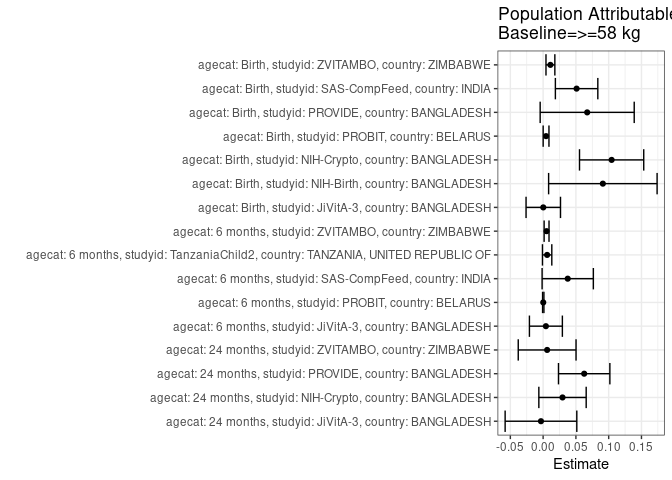 Population Attributable
Baseline=>=58 kg
agecat: Birth, studyid: ZVITAMBO, country: ZIMBABWE
agecat: Birth, studyid: SAS-CompFeed, country: INDIA
agecat: Birth, studyid: PROVIDE, country: BANGLADESH
agecat: Birth, studyid: PROBIT, country: BELARUS
agecat: Birth, studyid: NIH-Crypto, country: BANGLADESH
agecat: Birth, studyid: NIH-Birth, country: BANGLADESH
agecat: Birth, studyid: JiVitA-3, country: BANGLADESH
agecat: 6 months, studyid: ZVITAMBO, country: ZIMBABWE
agecat: 6 months, studyid: TanzaniaChild2, country: TANZANIA, UNITED REPUBLIC OF
agecat: 6 months, studyid: SAS-CompFeed, country: INDIA
agecat: 6 months, studyid: PROBIT, country: BELARUS
agecat: 6 months, studyid: JiVitA-3, country: BANGLADESH
agecat: 24 months, studyid: ZVITAMBO, country: ZIMBABWE
agecat: 24 months, studyid: PROVIDE, country: BANGLADESH
agecat: 24 months, studyid: NIH-Crypto, country: BANGLADESH
agecat: 24 months, studyid: JiVitA-3, country: BANGLADESH
-0.05 0.00 0.05 0.10 0.15
Estimate